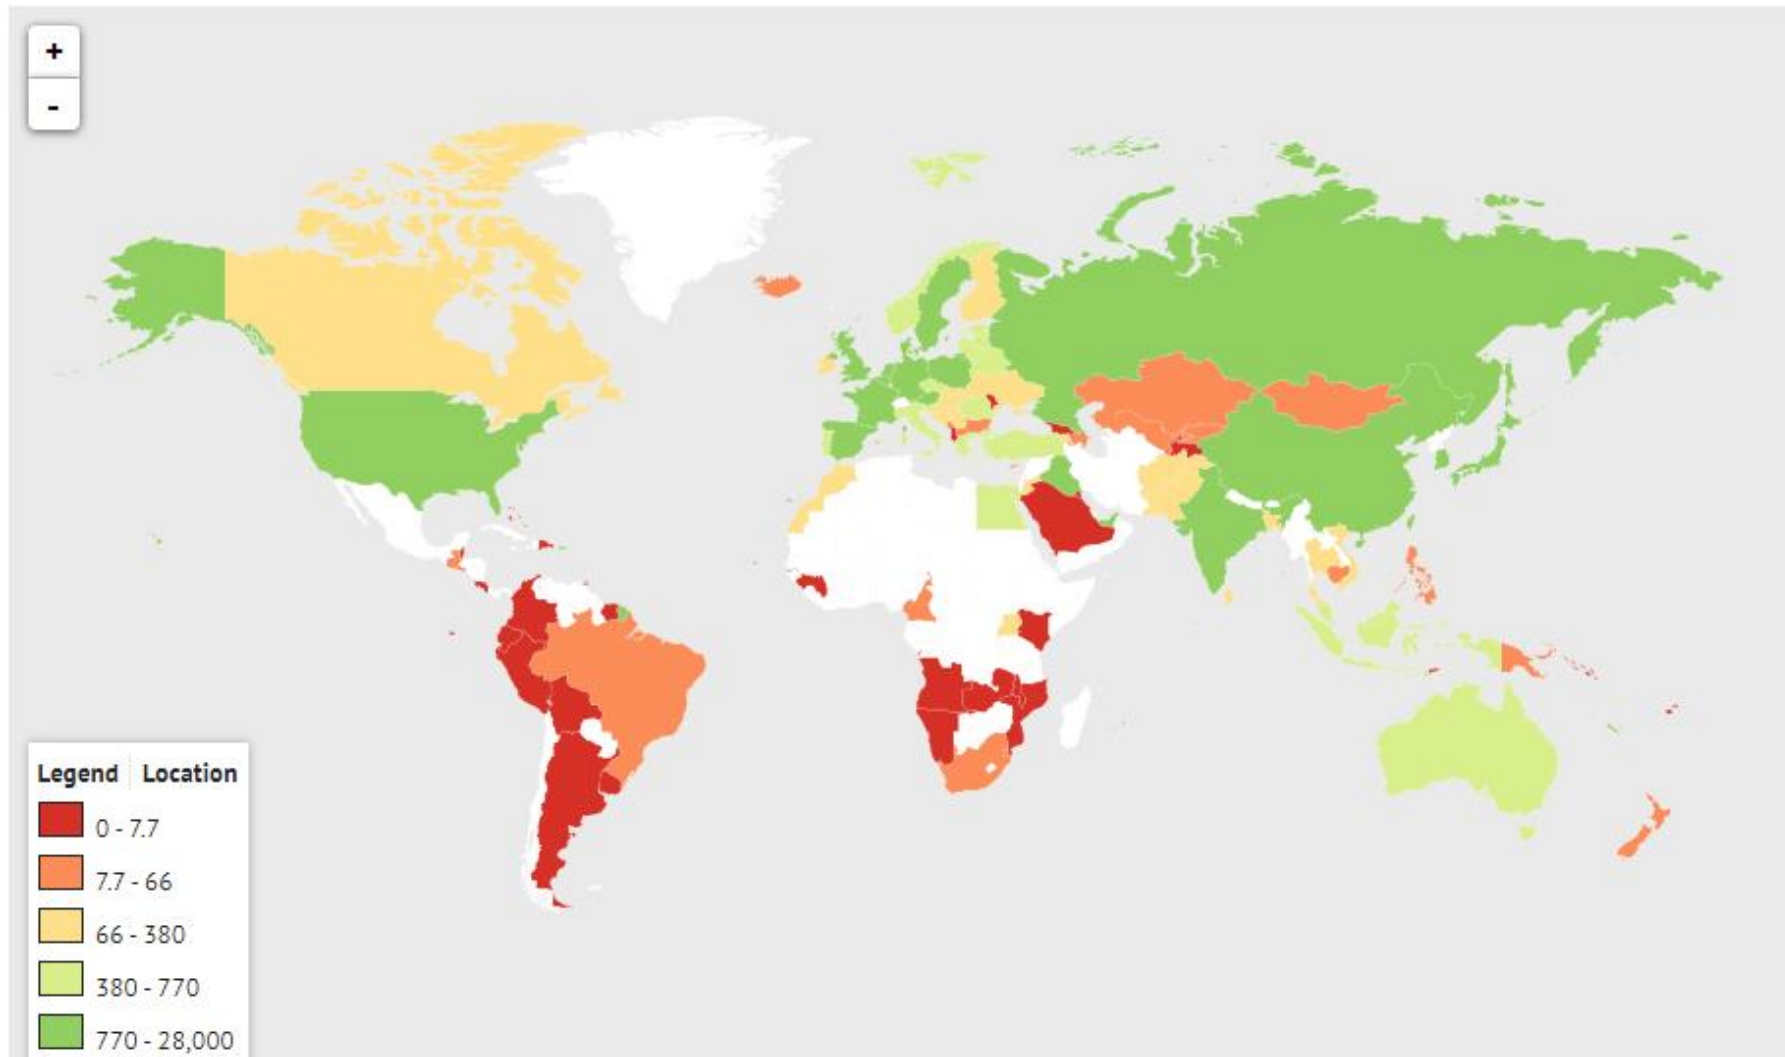 +
-
Legend Location
0 - 7.7
7.7 - 66
66 - 380
380 - 770
770 - 28,000